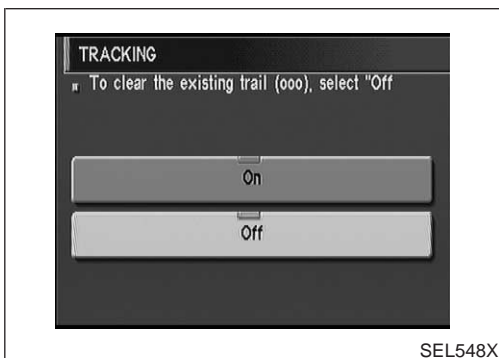 TRACKING
To clear the existing trail (ooo), select "Off
On
Off
SEL548X